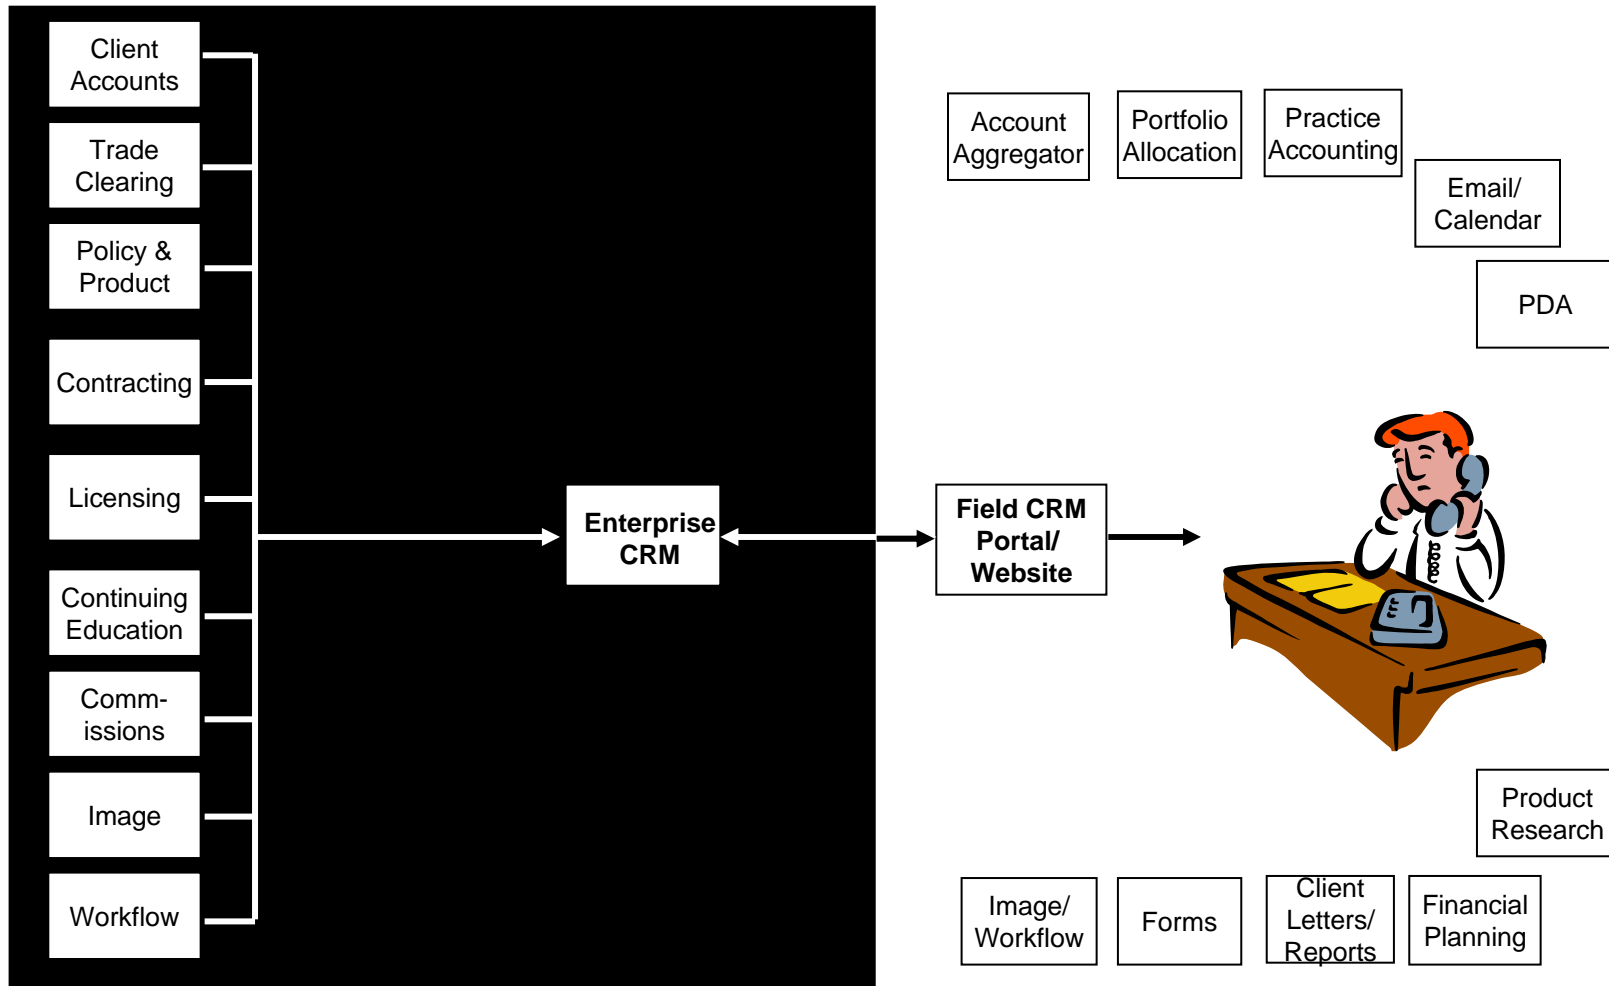 Client
Accounts
Trade
Clearing
Policy &
Product
Contracting
Licensing
Continuing
Education
Comm-
issions
Image
Workflow
Enterprise
CRM
Field CRM
Portal/
Website
Account
Aggregator
Portfolio
Allocation
Practice
Accounting
Email/
Calendar
PDA
Product
Research
Image/
Workflow
Forms
Client
Letters/
Reports
Financial
Planning